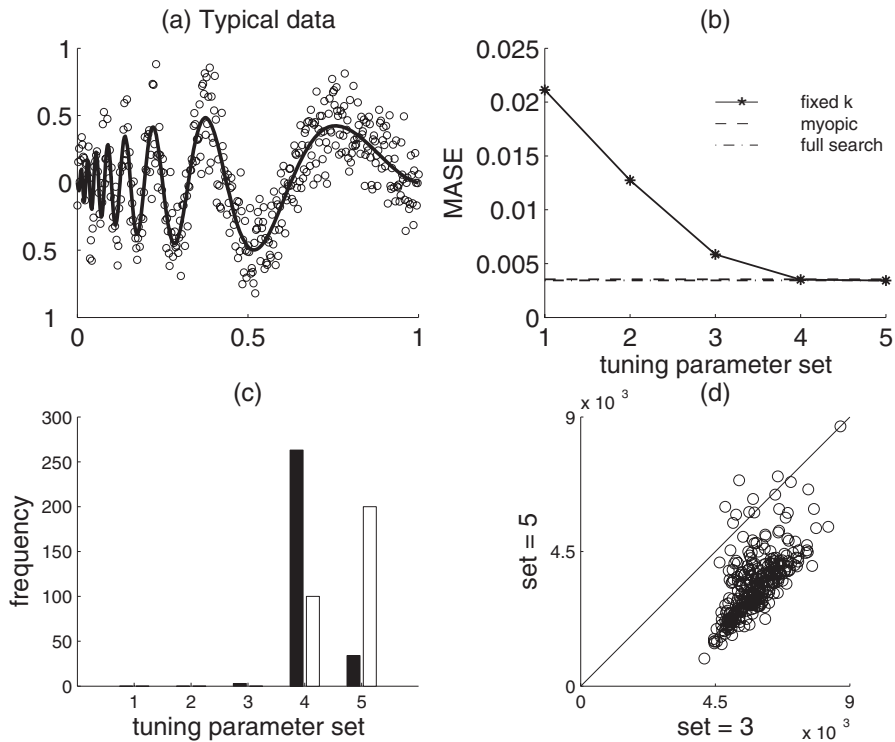 (a) Typical data
1
0.5
0
0.5
1
0
0.5
1
(b)
MASE
0.025
0.02
0.015
0.01
0.005
0
1
2
3
4
5
tuning parameter set
fixed k
myopic
full search
(c)
frequency
300
250
200
150
100
50
0
1
2
3
4
5
tuning parameter set
(d)
x 10 3
set = 5
9
4.5
0
0
4.5
9
set = 3
x 10 3